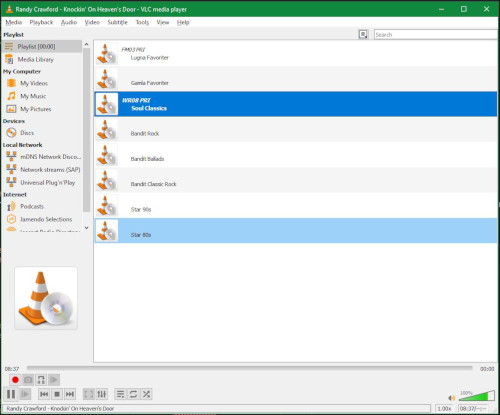 Randy Crawford - Knockin' On Heaven's Door - VLC media player
Media Playback Audio Video Subtitle Tools View Help
Playlist
Search
Playlist [00:00]
Media Library
My Computer
My Videos
My Music
My Pictures
Devices
Discs
Local Network
mDNS Network Disco...
Network streams (SAP)
Universal Plug'n'Play
Internet
Podcasts
Jamendo Selections
Icecast Radio Directory
FM03 PRI
Lugna Favoriter
Gamla Favoriter
WR08 PRI
Soul Classics
Bandit Rock
Bandit Ballads
Bandit Classic Rock
Star 90s
Star 80s
08:37
00:00
100%
Randy Crawford - Knockin' On Heaven's Door
1.00x
08:37/--:--